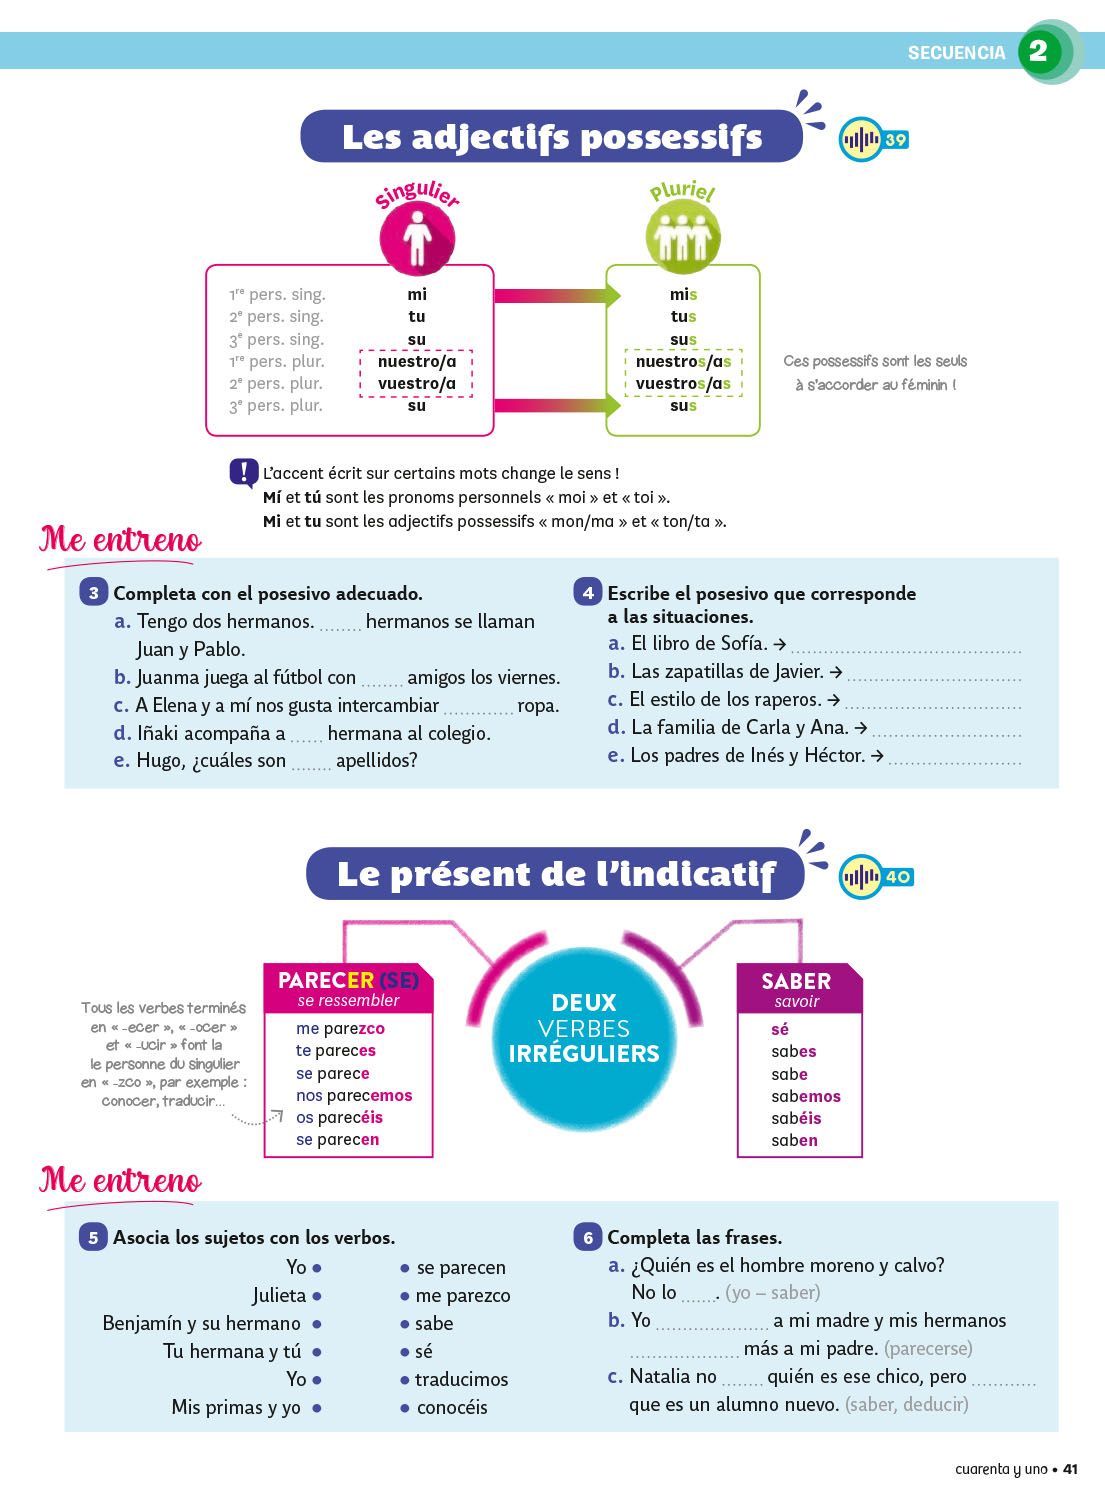 SECUENCIA 2
Les adjectifs possessifs
39
Singulier
Pluriel
1re pers. sing. mi mis
2e pers. sing. tu tus
3e pers. sing. su sus
1re pers. plur. nuestro/a nuestros/as
2e pers. plur. vuestro/a vuestros/as
3e pers. plur. su sus
Ces possessifs sont les seuls
à s'accorder au féminin !
! L'accent écrit sur certains mots change le sens !
Mí et tú sont les pronoms personnels « moi » et « toi ».
Mi et tu sont les adjectifs possessifs « mon/ma » et « ton/ta ».
Me entreno
3 Completa con el posesivo adecuado.
a. Tengo dos hermanos. ........ hermanos se llaman
Juan y Pablo.
b. Juanma juega al fútbol con ........ amigos los viernes.
c. A Elena y a mí nos gusta intercambiar ............. ropa.
d. Iñaki acompaña a ...... hermana al colegio.
e. Hugo, ¿cuáles son ........ apellidos?
4 Escribe el posesivo que corresponde
a las situaciones.
a. El libro de Sofía. → ..........................................
b. Las zapatillas de Javier. → ................................
c. El estilo de los raperos. → ................................
d. La familia de Carla y Ana. → ...........................
e. Los padres de Inés y Héctor. → ........................
Le présent de l'indicatif
40
Tous les verbes terminés
en « -ecer », « -ocer »
et « -ucir » font la
1e personne du singulier
en « -zco », par exemple :
conocer, traducir...
PARECER (SE)
se ressembler
me parezco
te pareces
se parece
nos parecemos
os parecéis
se parecen
DEUX
VERBES
IRRÉGULIERS
SABER
savoir
sé
sabes
sabe
sabemos
sabéis
saben
Me entreno
5 Asocia los sujetos con los verbos.
Yo • • se parecen
Julieta • • me parezco
Benjamín y su hermano • • sabe
Tu hermana y tú • • sé
Yo • • traducimos
Mis primas y yo • • conocéis
6 Completa las frases.
a. ¿Quién es el hombre moreno y calvo?
No lo ....... (yo – saber)
b. Yo ..................... a mi madre y mis hermanos
.................... más a mi padre. (parecerse)
c. Natalia no ........ quién es ese chico, pero ............
que es un alumno nuevo. (saber, deducir)
cuarenta y uno • 41